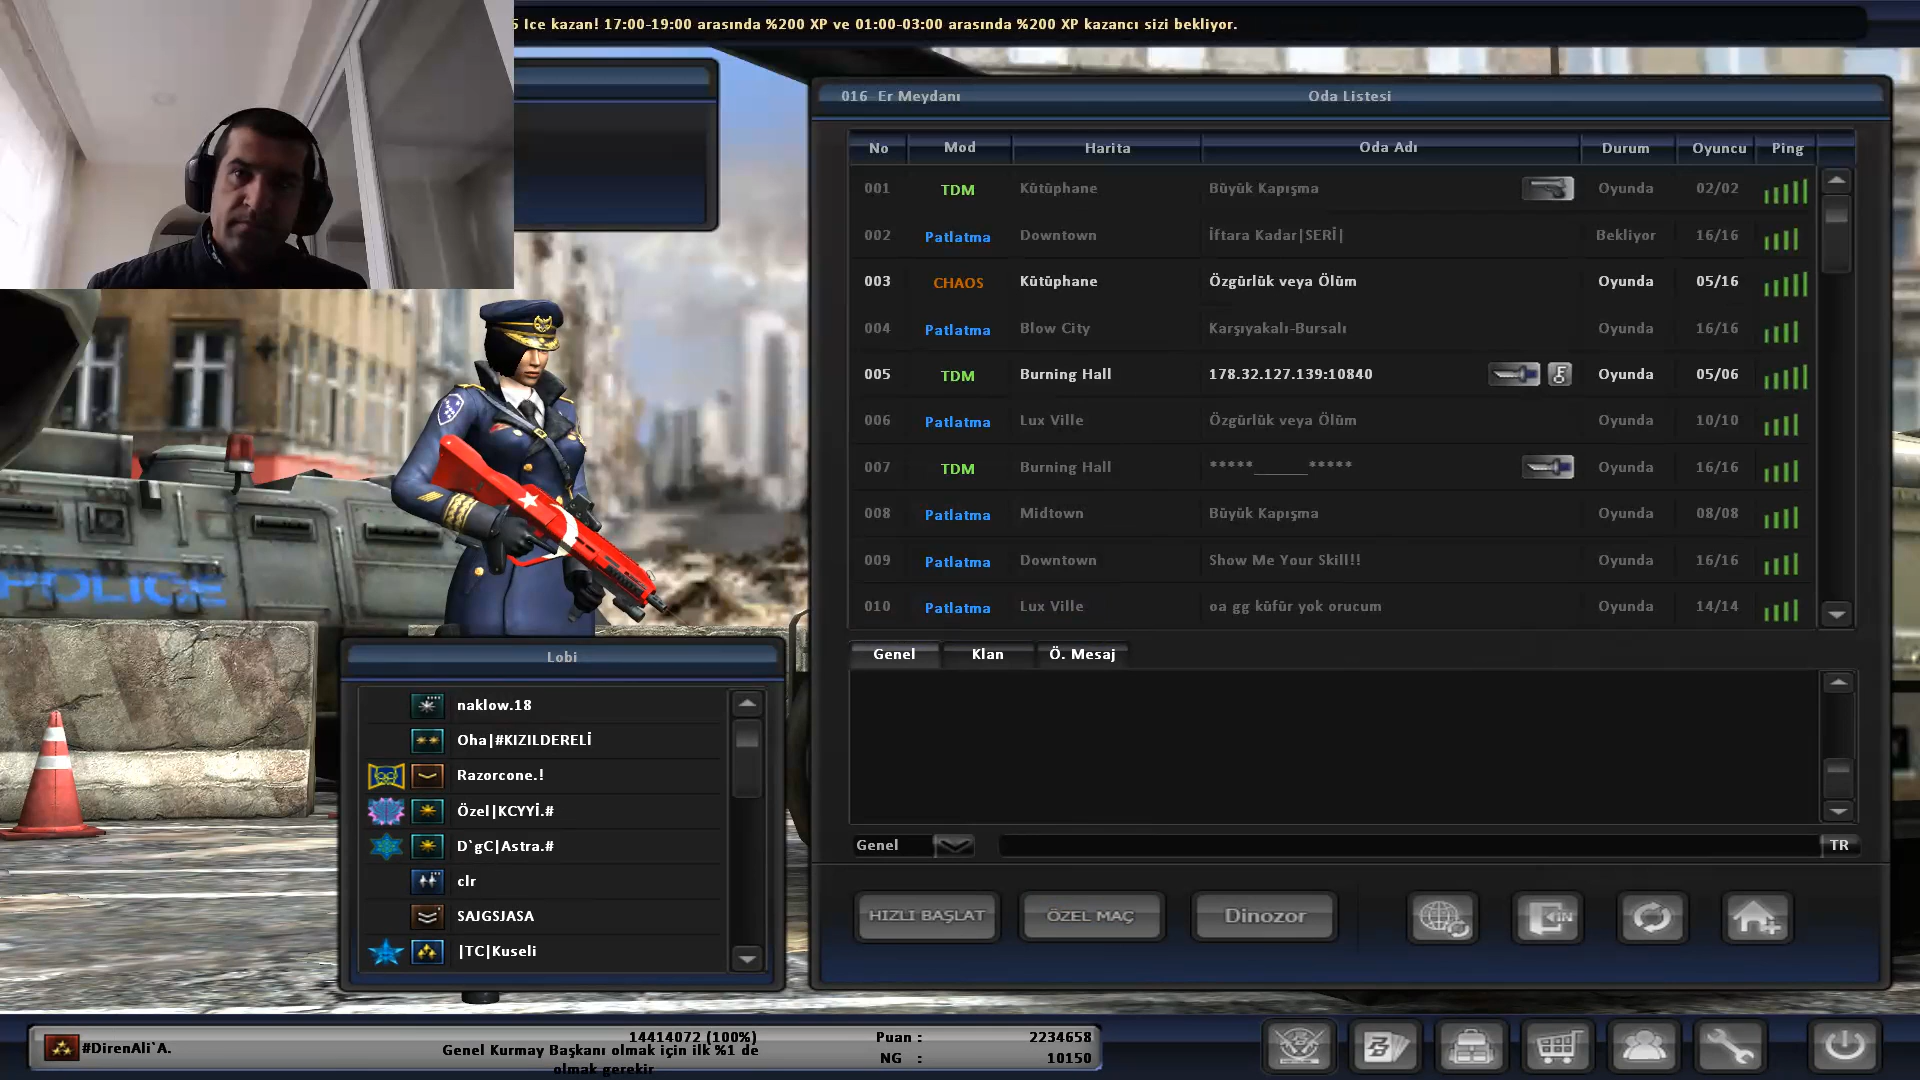 Ice kazan! 17:00-19:00 arasında %200 XP ve 01:00-03:00 arasında %200 XP kazancı sizi bekliyor.
016 Er Meydanı Oda Listesi
No Mod Harita Oda Adı Durum Oyuncu Ping
001 TDM Kütüphane Büyük Kapışma Oyunda 02/02
002 Patlatma Downtown İftara Kadar|SERİ| Bekliyor 16/16
003 CHAOS Kütüphane Özgürlük veya Ölüm Oyunda 05/16
004 Patlatma Blow City Karşıyakalı-Bursalı Oyunda 16/16
005 TDM Burning Hall 178.32.127.139:10840 Oyunda 05/06
006 Patlatma Lux Ville Özgürlük veya Ölüm Oyunda 10/10
007 TDM Burning Hall *****______***** Oyunda 16/16
008 Patlatma Midtown Büyük Kapışma Oyunda 08/08
009 Patlatma Downtown Show Me Your Skill!! Oyunda 16/16
010 Patlatma Lux Ville oa gg küfür yok orucum Oyunda 14/14
POLICE
Genel Klan Ö. Mesaj
Genel TR
Lobi
naklow.18
Oha|#KIZILDERELİ
Razorcone.!
Özel|KCYYİ.#
D`gC|Astra.#
clr
SAJGSJASA
|TC|Kuseli
HIZLI BAŞLAT ÖZEL MAÇ Dinozor IN
#DirenAli`A.
14414072 (100%)
Genel Kurmay Başkanı olmak için ilk %1 de
olmak gerekir
Puan : 2234658
NG : 10150